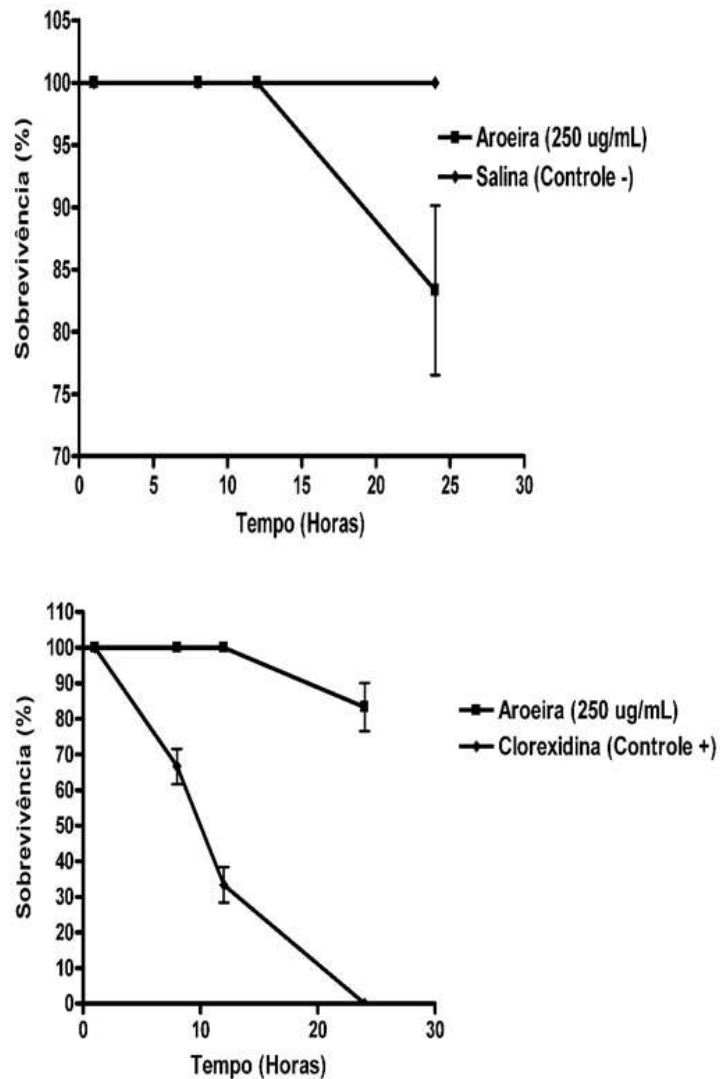 105
100
95
90
85
80
75
70
Sobrevivência (%)
0 5 10 15 20 25 30
Tempo (Horas)
Aroeira (250 ug/mL)
Salina (Controle -)
110
100
90
80
70
60
50
40
30
20
10
0
Sobrevivência (%)
0 10 20 30
Tempo (Horas)
Aroeira (250 ug/mL)
Clorexidina (Controle +)